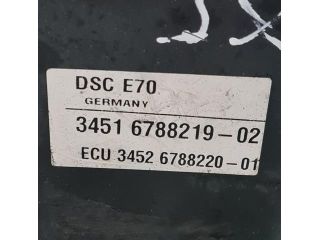 DSC E70
GERMANY
3451 6788219-02
ECU 3452 6788220-01